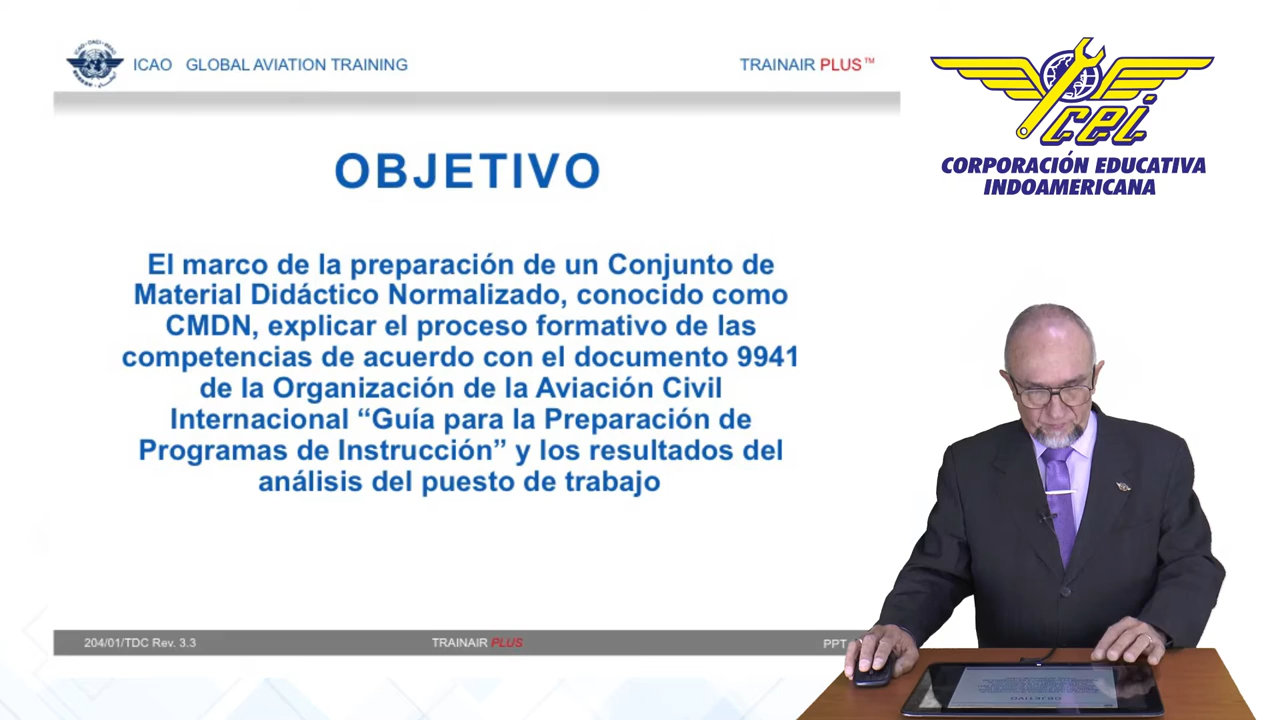 ICAO GLOBAL AVIATION TRAINING
TRAINAIR PLUS™
OBJETIVO
El marco de la preparación de un Conjunto de
Material Didáctico Normalizado, conocido como
CMDN, explicar el proceso formativo de las
competencias de acuerdo con el documento 9941
de la Organización de la Aviación Civil
Internacional “Guía para la Preparación de
Programas de Instrucción” y los resultados del
análisis del puesto de trabajo
204/01/TDC Rev. 3.3
TRAINAIR PLUS
PPT
cei
CORPORACIÓN EDUCATIVA
INDOAMERICANA